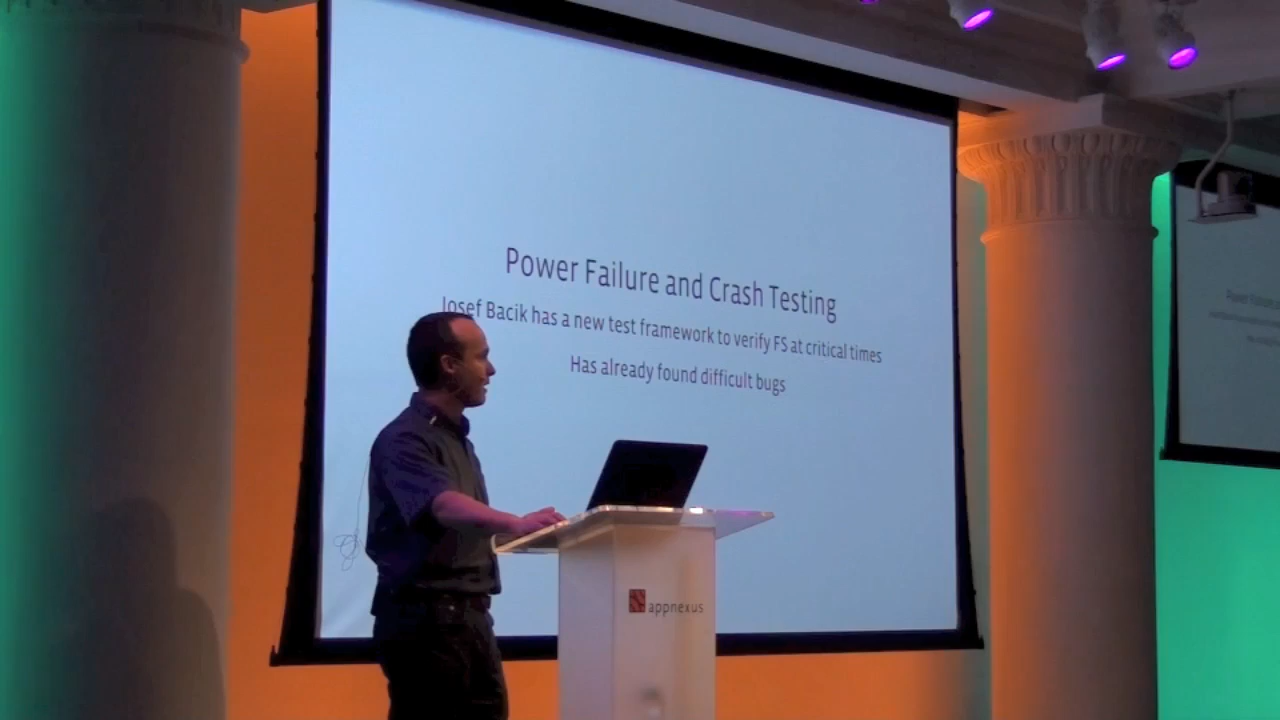 Power Failure and Crash Testing
Josef Bacik has a new test framework to verify FS at critical times
Has already found difficult bugs
appnexus